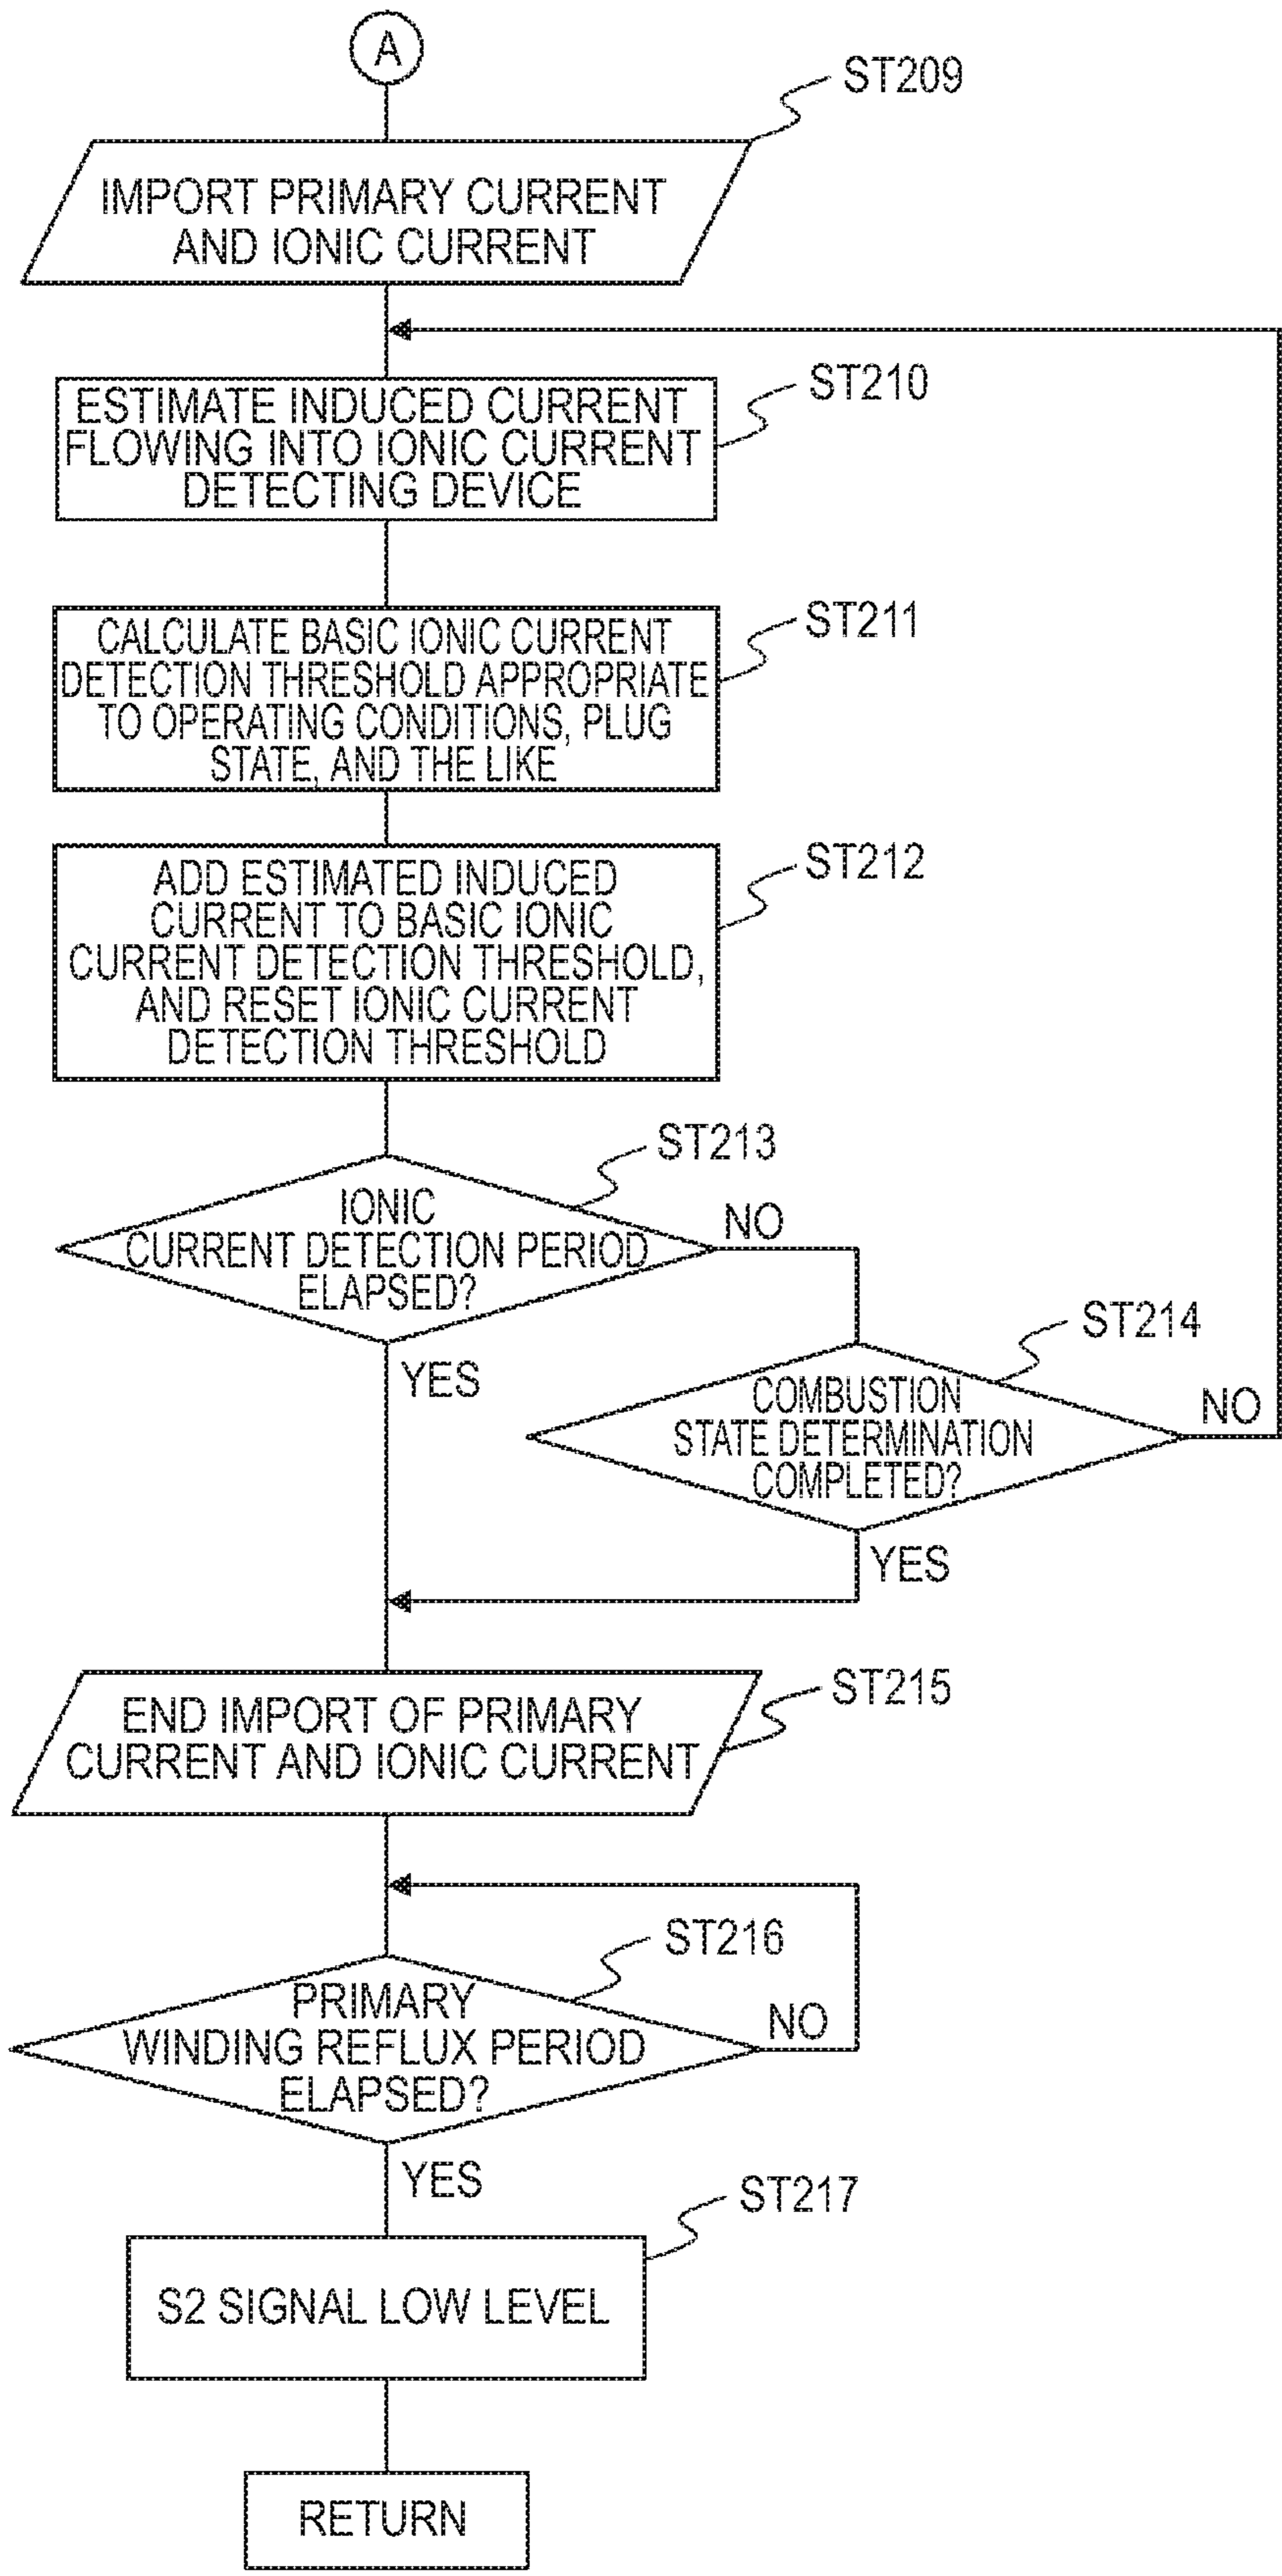 A
ST209
IMPORT PRIMARY CURRENT
AND IONIC CURRENT
ST210
ESTIMATE INDUCED CURRENT
FLOWING INTO IONIC CURRENT
DETECTING DEVICE
ST211
CALCULATE BASIC IONIC CURRENT
DETECTION THRESHOLD APPROPRIATE
TO OPERATING CONDITIONS, PLUG
STATE, AND THE LIKE
ST212
ADD ESTIMATED INDUCED
CURRENT TO BASIC IONIC
CURRENT DETECTION THRESHOLD,
AND RESET IONIC CURRENT
DETECTION THRESHOLD
ST213
IONIC
CURRENT DETECTION PERIOD
ELAPSED?
NO
YES
ST214
COMBUSTION
STATE DETERMINATION
COMPLETED?
NO
YES
ST215
END IMPORT OF PRIMARY
CURRENT AND IONIC CURRENT
ST216
PRIMARY
WINDING REFLUX PERIOD
ELAPSED?
NO
YES
ST217
S2 SIGNAL LOW LEVEL
RETURN